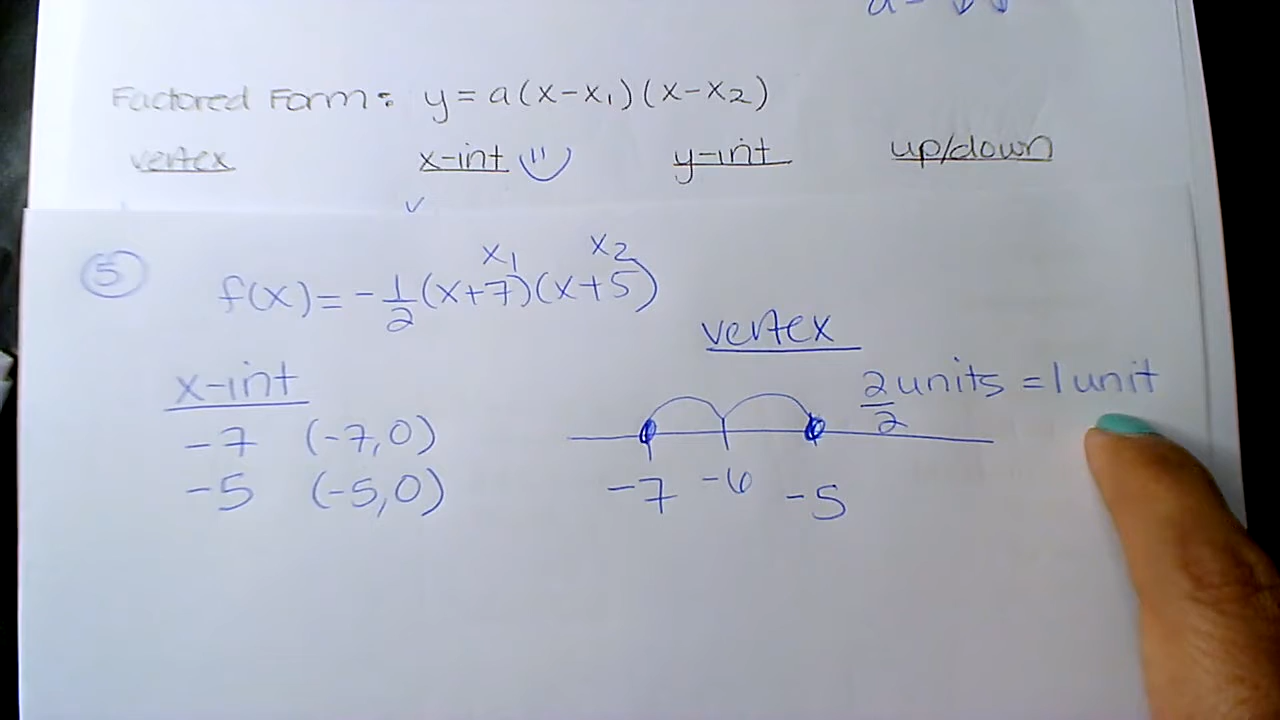 Factored Form: y = a(x-x₁)(x-x₂)
vertex x-int y-int up/down
5 f(x) = -1/2(x+7)(x+5)
x₁ x₂
vertex
x-int
2/2 units = 1 unit
-7 (-7,0)
-5 (-5,0)
-7 -6 -5